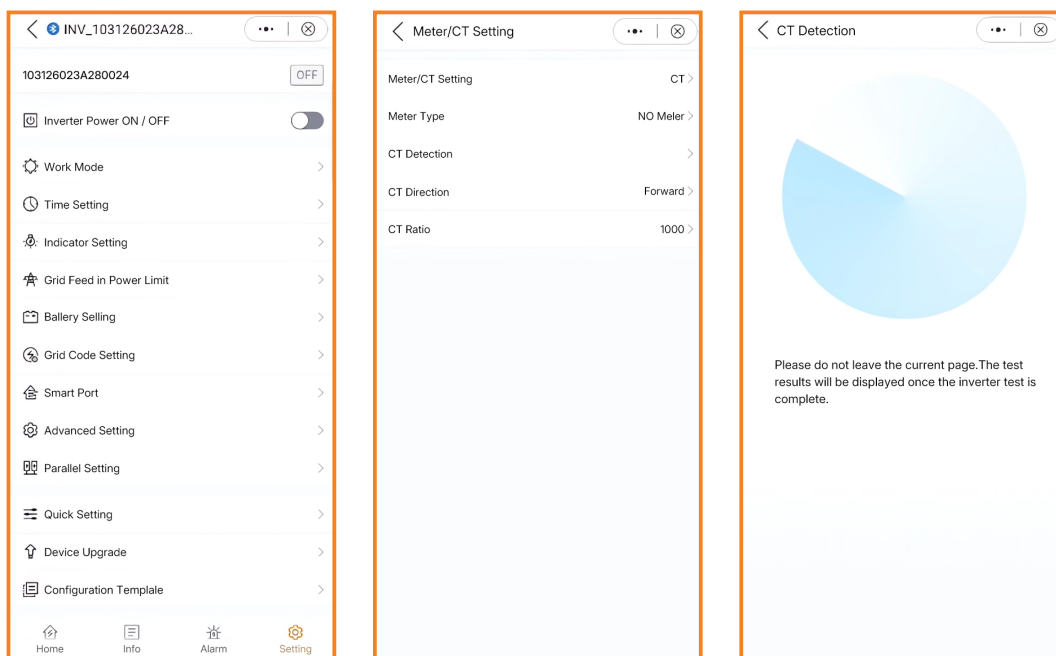 INV_103126023A28...
103126023A280024 OFF
Inverter Power ON / OFF
Work Mode
Time Setting
Indicator Setting
Grid Feed in Power Limit
Ballery Selling
Grid Code Setting
Smart Port
Advanced Setting
Parallel Setting
Quick Setting
Device Upgrade
Configuration Templale
Home Info Alarm Setting
Meter/CT Setting
Meter/CT Setting CT
Meter Type NO Meler
CT Detection
CT Direction Forward
CT Ratio 1000
CT Detection
Please do not leave the current page.The test
results will be displayed once the inverter test is
complete.